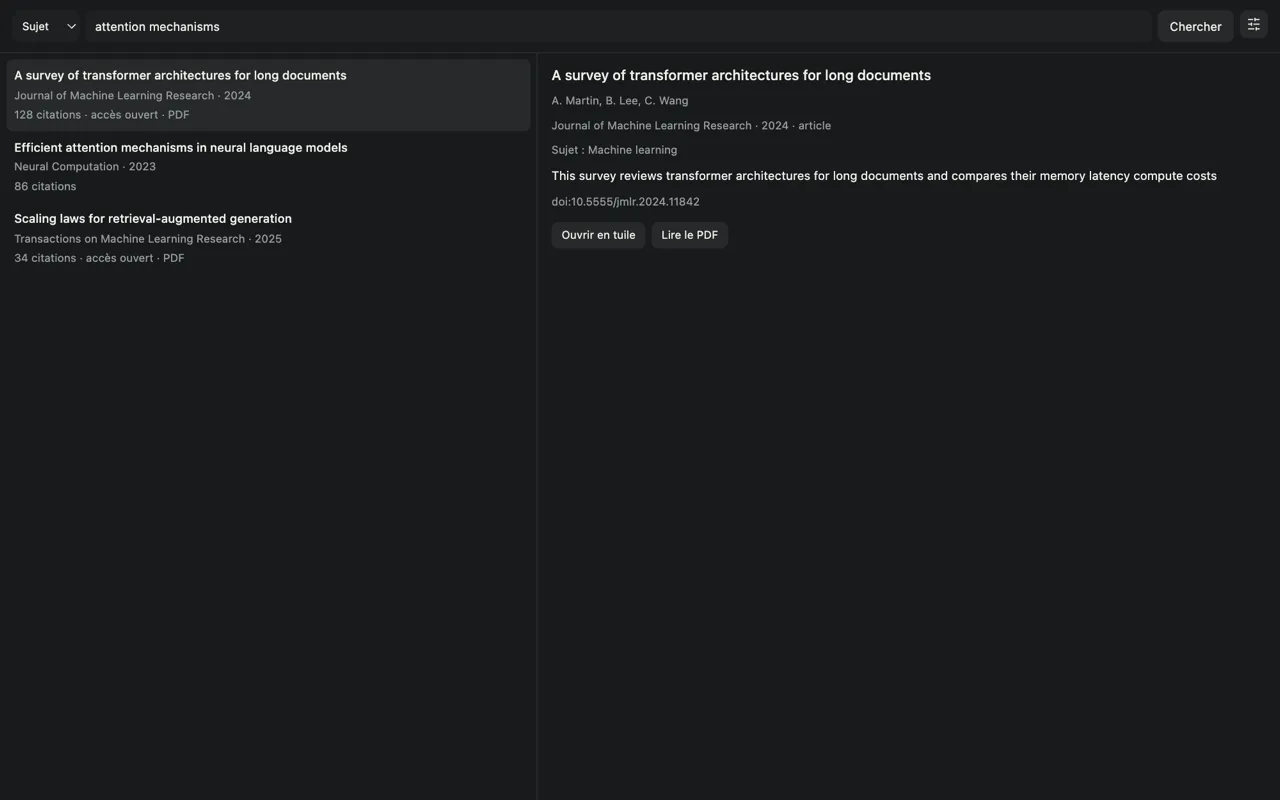 Sujet
attention mechanisms
Chercher
A survey of transformer architectures for long documents
Journal of Machine Learning Research · 2024
128 citations · accès ouvert · PDF
Efficient attention mechanisms in neural language models
Neural Computation · 2023
86 citations
Scaling laws for retrieval-augmented generation
Transactions on Machine Learning Research · 2025
34 citations · accès ouvert · PDF
A survey of transformer architectures for long documents
A. Martin, B. Lee, C. Wang
Journal of Machine Learning Research · 2024 · article
Sujet : Machine learning
This survey reviews transformer architectures for long documents and compares their memory latency compute costs
doi:10.5555/jmlr.2024.11842
Ouvrir en tuile
Lire le PDF